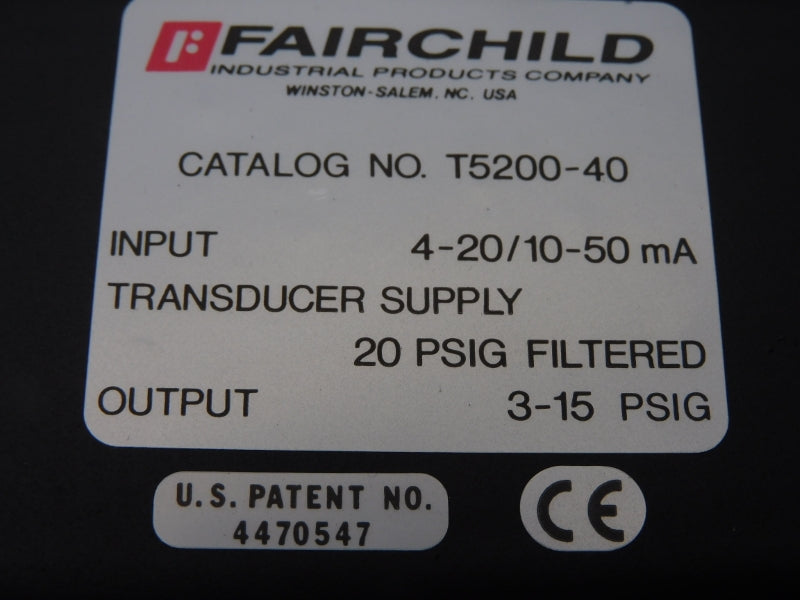 FAIRCHILD
INDUSTRIAL PRODUCTS COMPANY
WINSTON-SALEM, NC. USA
CATALOG NO. T5200-40
INPUT 4-20/10-50 mA
TRANSDUCER SUPPLY
20 PSIG FILTERED
OUTPUT 3-15 PSIG
U.S. PATENT NO.
4470547
CE